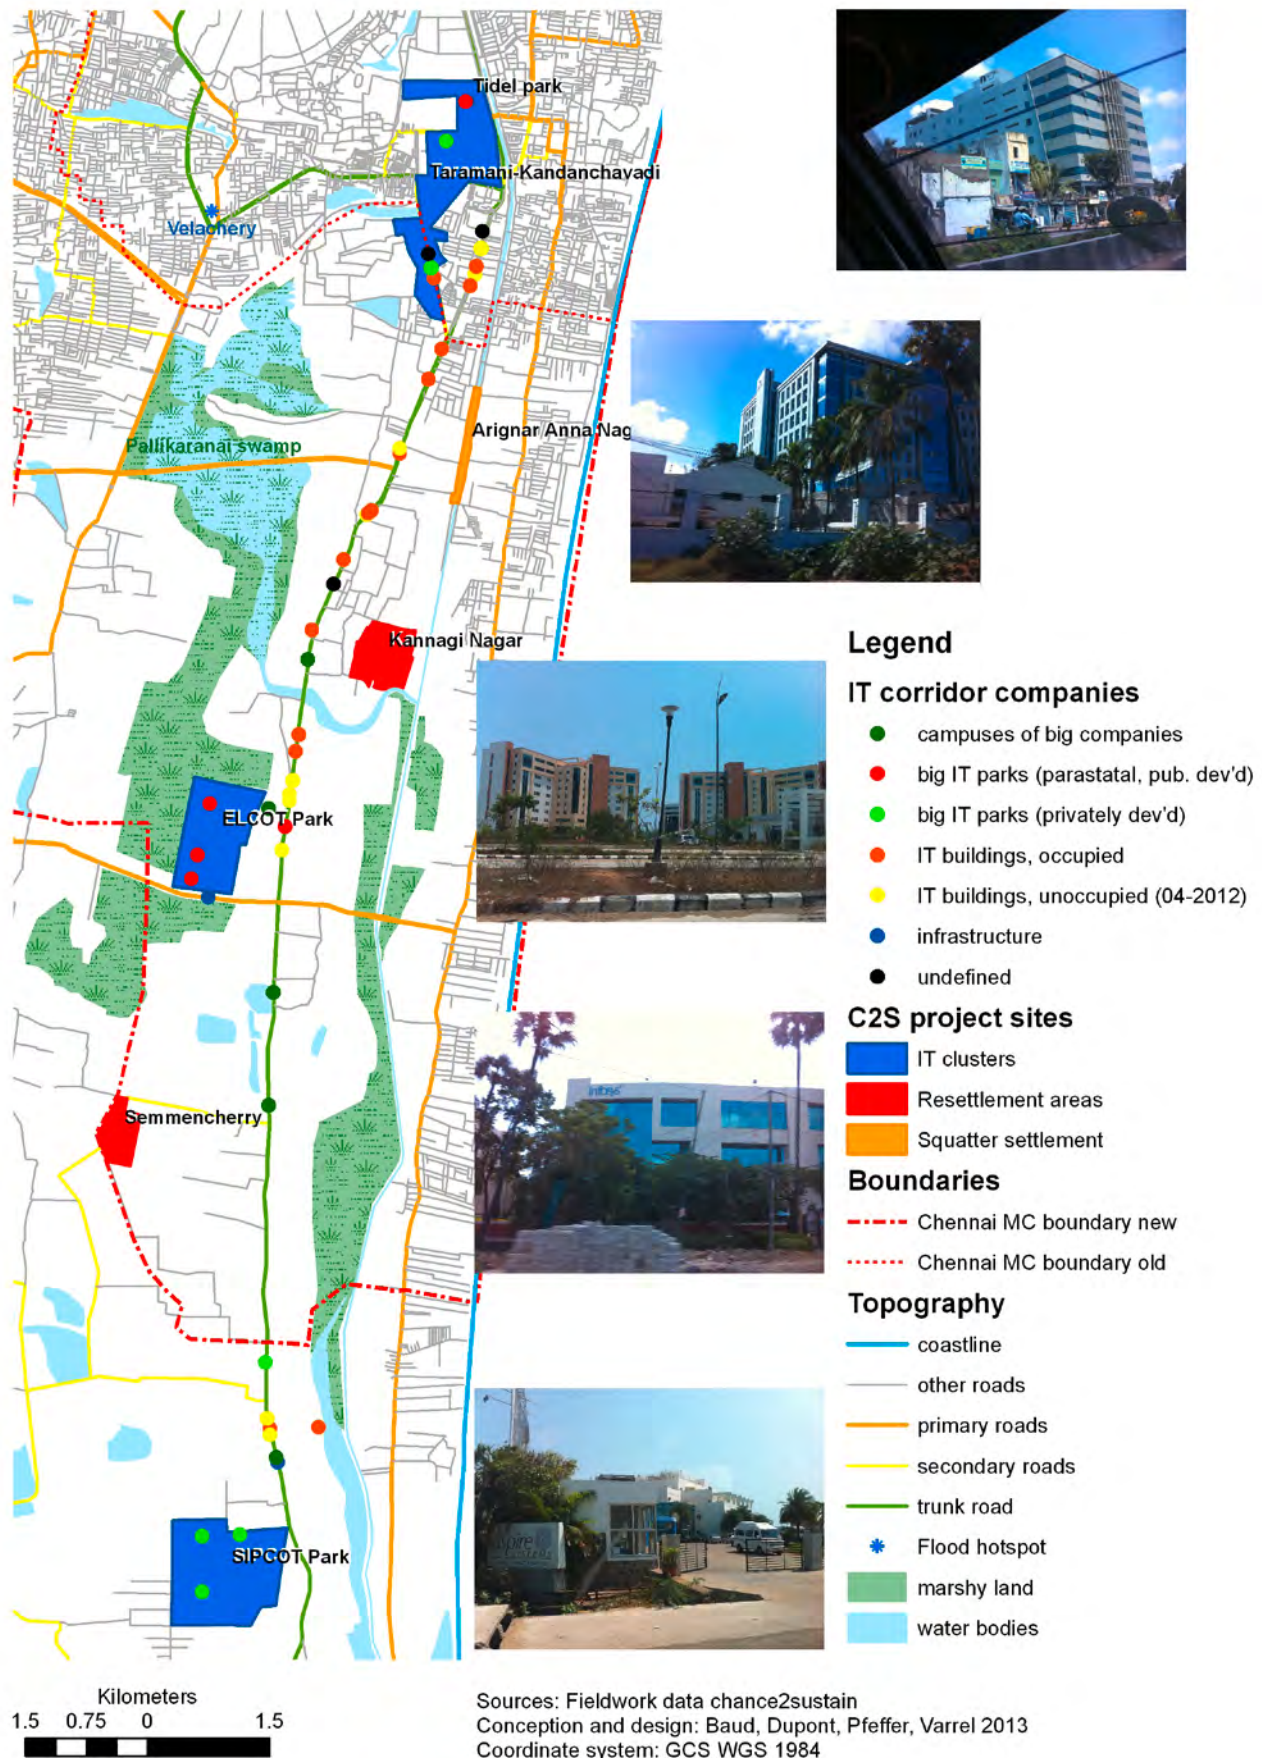 Tidel park
Taramani-Kandanchavadi
Velachery
Pallikaranai swamp
Arignar Anna Nag
Kannagi Nagar
ELCOT Park
Semmencherry
SIPCOT Park
Infosys
Legend
IT corridor companies
campuses of big companies
big IT parks (parastatal, pub. dev'd)
big IT parks (privately dev'd)
IT buildings, occupied
IT buildings, unoccupied (04-2012)
infrastructure
undefined
C2S project sites
IT clusters
Resettlement areas
Squatter settlement
Boundaries
Chennai MC boundary new
Chennai MC boundary old
Topography
coastline
other roads
primary roads
secondary roads
trunk road
Flood hotspot
marshy land
water bodies
Kilometers
1.5 0.75 0 1.5
Sources: Fieldwork data chance2sustain
Conception and design: Baud, Dupont, Pfeffer, Varrel 2013
Coordinate system: GCS WGS 1984